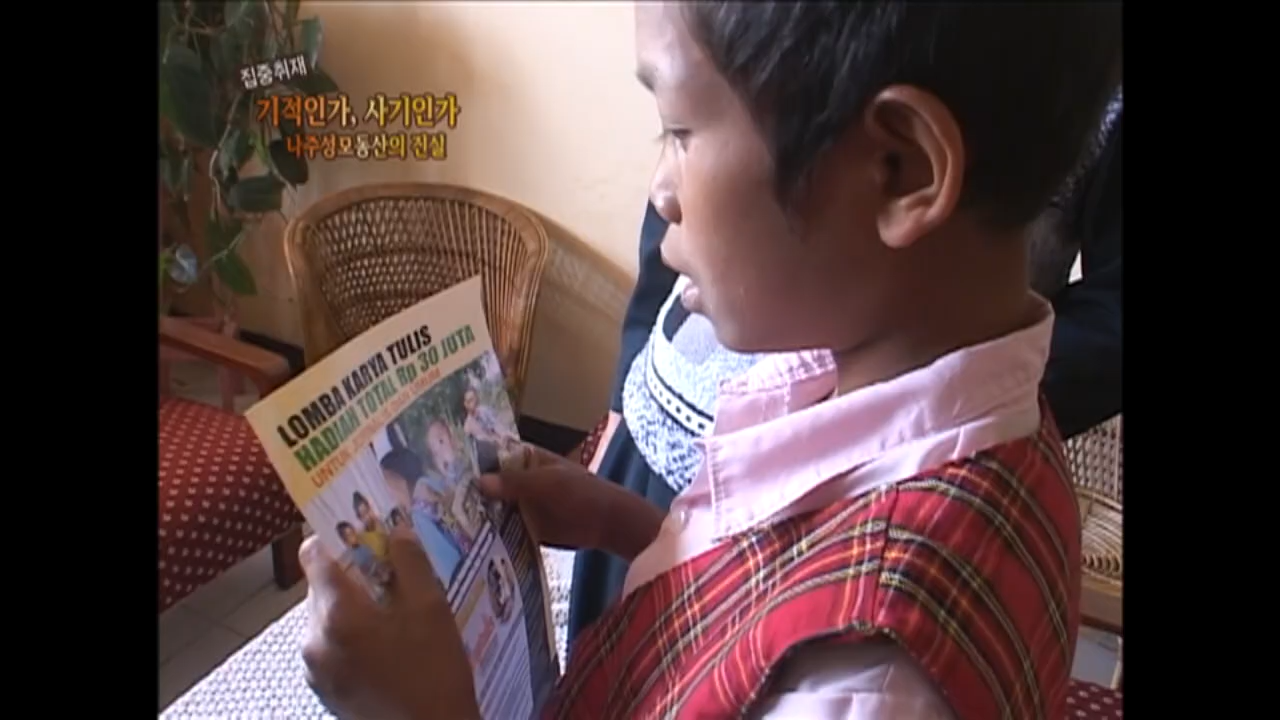 집중취재
기적인가, 사기인가
나주성모동산의 진실
LOMBA KARYA TULIS
HADIAH TOTAL Rp 30 JUTA
UNTUK